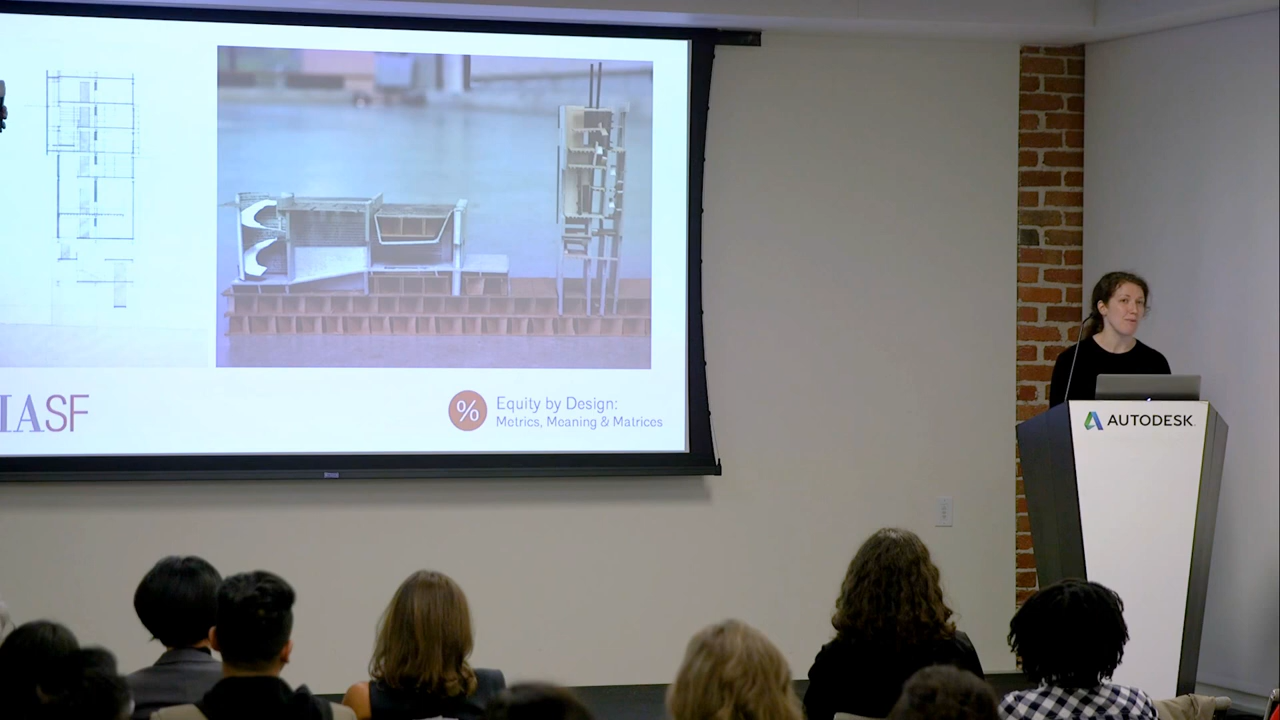 IASF
%
Equity by Design:
Metrics, Meaning & Matrices
AUTODESK